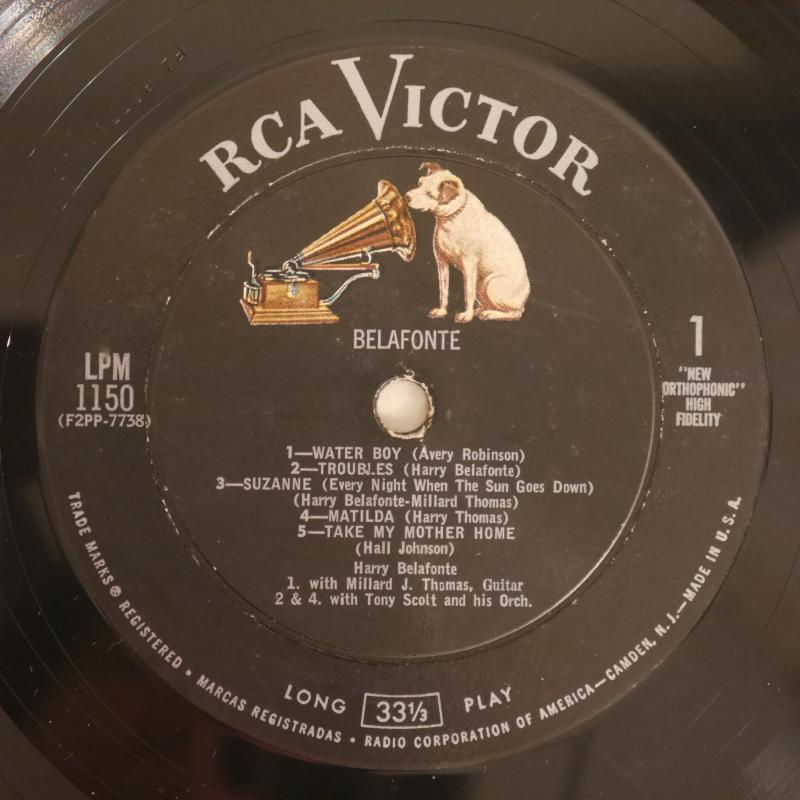 RCA VICTOR
BELAFONTE
LPM
1150
(F2PP-7738)
1
"NEW
ORTHOPHONIC"
HIGH
FIDELITY
1—WATER BOY (Avery Robinson)
2—TROUBLES (Harry Belafonte)
3—SUZANNE (Every Night When The Sun Goes Down)
(Harry Belafonte-Millard Thomas)
4—MATILDA (Harry Thomas)
5—TAKE MY MOTHER HOME
(Hall Johnson)
Harry Belafonte
1. with Millard J. Thomas, Guitar
2 & 4. with Tony Scott and his Orch.
LONG 33⅓ PLAY
TRADE MARKS ® REGISTERED • MARCAS REGISTRADAS • RADIO CORPORATION OF AMERICA—CAMDEN, N. J.—MADE IN U. S. A.